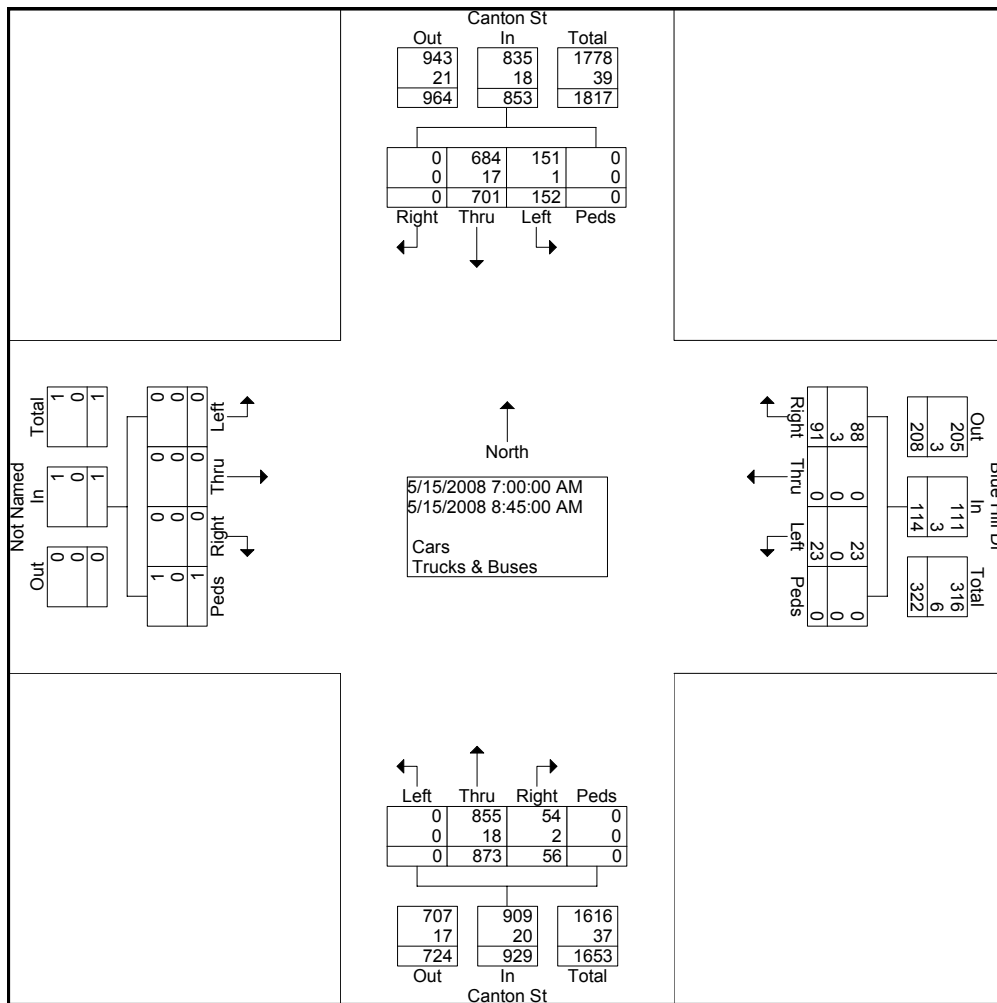 Canton St
Out In Total
943 835 1778
21 18 39
964 853 1817
0 684 151 0
0 17 1 0
0 701 152 0
Right Thru Left Peds
Not Named
Total In Out
1 1 0
0 0 0
1 1 0
0 0 0 1
0 0 0 0
0 0 0 1
Left Thru Right Peds
North
5/15/2008 7:00:00 AM
5/15/2008 8:45:00 AM
Cars
Trucks & Buses
Right Thru Left Peds
91 0 23 0
3 0 0 0
88 0 23 0
Out In Total
205 111 316
3 3 6
208 114 322
Blue Hill Dr
Left Thru Right Peds
0 855 54 0
0 18 2 0
0 873 56 0
707 909 1616
17 20 37
724 929 1653
Out In Total
Canton St